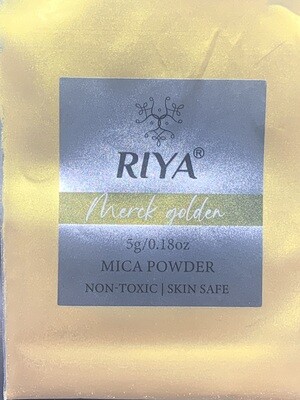 RIYA®
Merck golden
5g/0.18oz
MICA POWDER
NON-TOXIC | SKIN SAFE